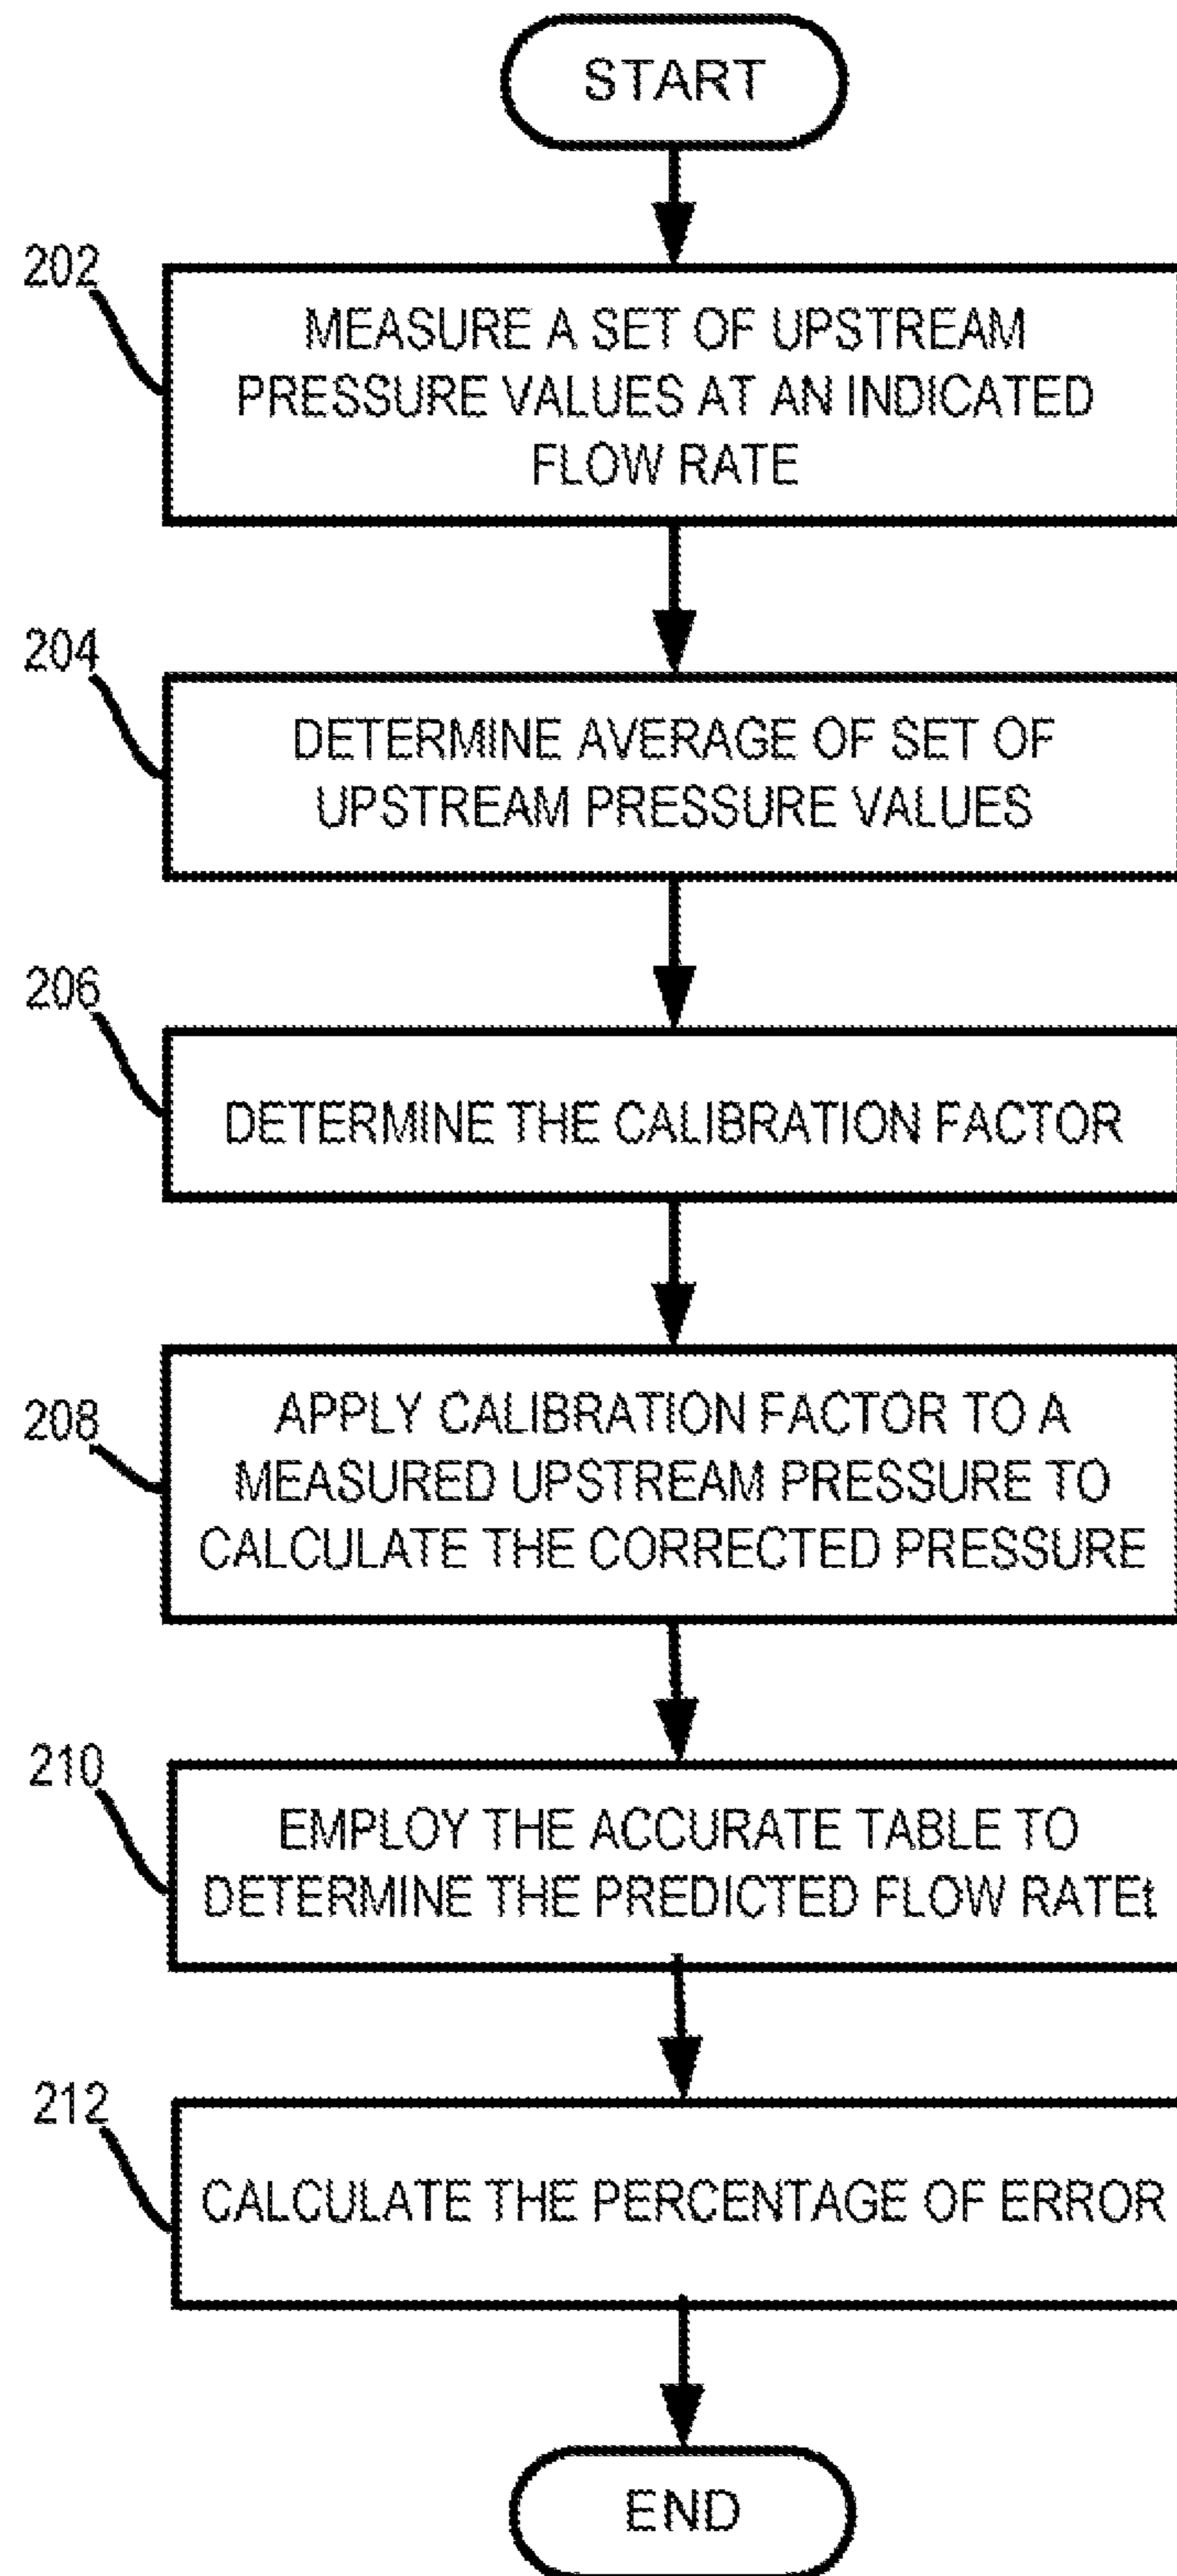 START
202
MEASURE A SET OF UPSTREAM
PRESSURE VALUES AT AN INDICATED
FLOW RATE
204
DETERMINE AVERAGE OF SET OF
UPSTREAM PRESSURE VALUES
206
DETERMINE THE CALIBRATION FACTOR
208
APPLY CALIBRATION FACTOR TO A
MEASURED UPSTREAM PRESSURE TO
CALCULATE THE CORRECTED PRESSURE
210
EMPLOY THE ACCURATE TABLE TO
DETERMINE THE PREDICTED FLOW RATEt
212
CALCULATE THE PERCENTAGE OF ERROR
END